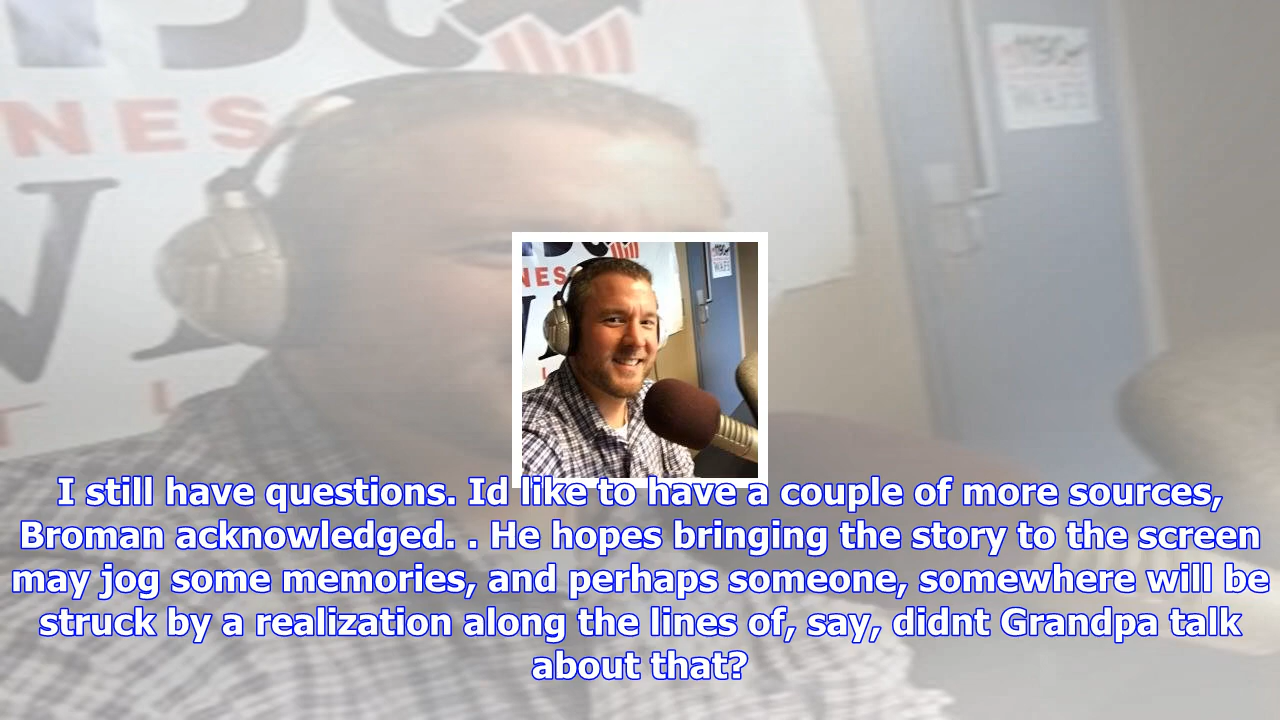 NES
I still have questions. Id like to have a couple of more sources,
Broman acknowledged. . He hopes bringing the story to the screen
may jog some memories, and perhaps someone, somewhere will be
struck by a realization along the lines of, say, didnt Grandpa talk
about that?